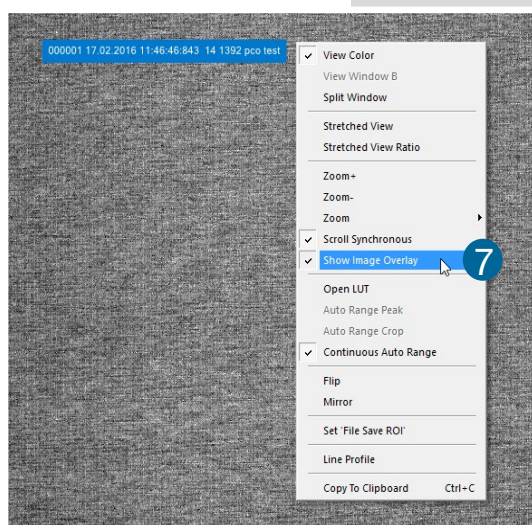 000001 17.02.2016 11:46:46:843 14 1392 pco test
View Color
View Window B
Split Window
Stretched View
Stretched View Ratio
Zoom+
Zoom-
Zoom
Scroll Synchronous
Show Image Overlay
7
Open LUT
Auto Range Peak
Auto Range Crop
Continuous Auto Range
Flip
Mirror
Set 'File Save ROI'
Line Profile
Copy To Clipboard Ctrl+C